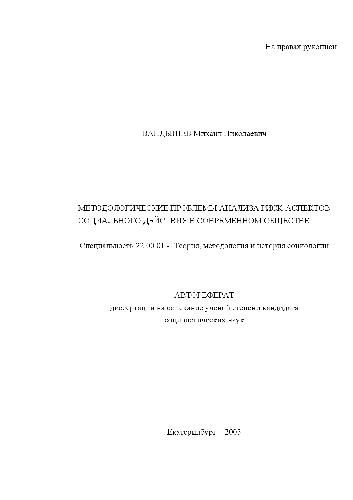 На правах рукописи
ВАНДЫШЕВ Михаил Николаевич
МЕТОДОЛОГИЧЕСКИЕ ПРОБЛЕМЫ АНАЛИЗА РИСК-АСПЕКТОВ
СОЦИАЛЬНОГО ДЕЙСТВИЯ В СОВРЕМЕННОМ ОБЩЕСТВЕ
Специальность 22.00.01 - Теория, методология и история социологии
АВТОРЕФЕРАТ
диссертации на соискание ученой степени кандидата
социологических наук
Екатеринбург